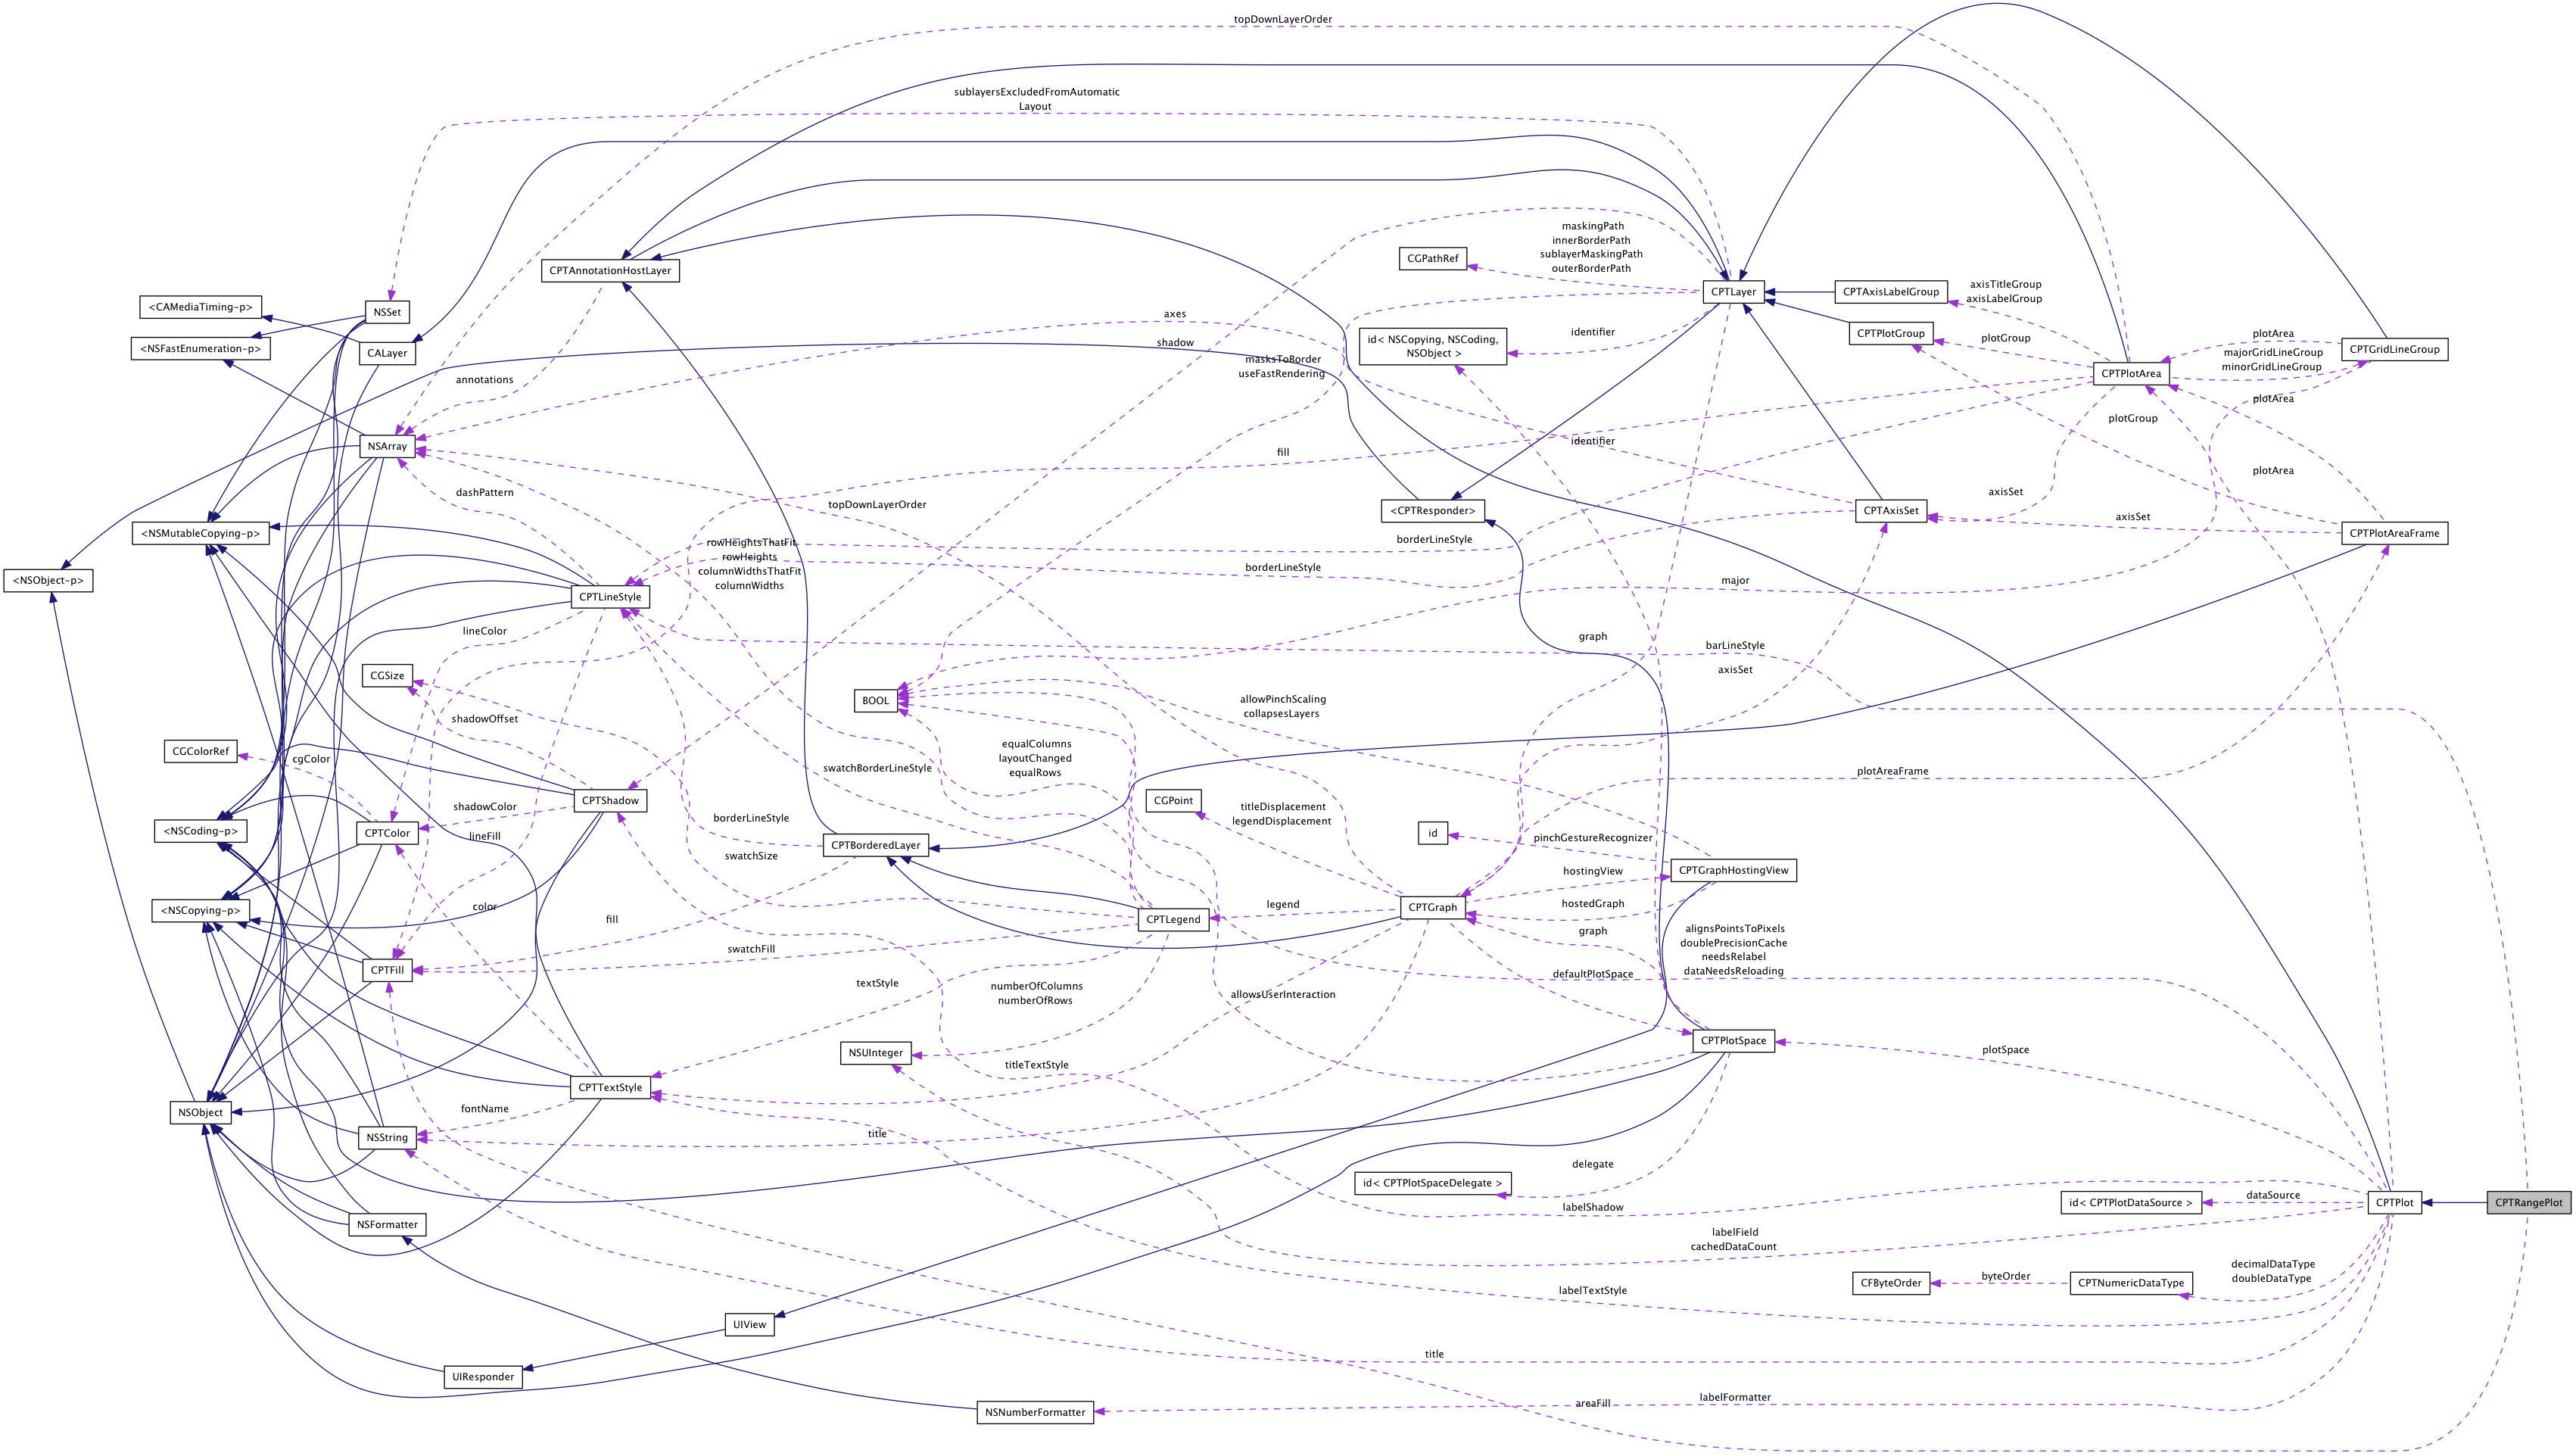 topDownLayerOrder
sublayersExcludedFromAutomatic
Layout
maskingPath
innerBorderPath
sublayerMaskingPath
outerBorderPath
CGPathRef
CPTAnnotationHostLayer
CPTLayer
CPTAxisLabelGroup
axisTitleGroup
axisLabelGroup
<CAMediaTiming-p>
NSSet
axes
identifier
CPTPlotGroup
plotArea
<NSFastEnumeration-p>
CALayer
shadow
id< NSCopying, NSCoding,
NSObject >
plotGroup
CPTGridLineGroup
majorGridLineGroup
minorGridLineGroup
masksToBorder
useFastRendering
annotations
CPTPlotArea
plotArea
plotGroup
NSArray
identifier
fill
plotArea
dashPattern
axisSet
topDownLayerOrder
<CPTResponder>
CPTAxisSet
axisSet
<NSMutableCopying-p>
CPTPlotAreaFrame
rowHeightsThatFit
rowHeights
columnWidthsThatFit
columnWidths
borderLineStyle
borderLineStyle
major
<NSObject-p>
CPTLineStyle
lineColor
graph
barLineStyle
axisSet
CGSize
BOOL
allowPinchScaling
collapsesLayers
shadowOffset
CGColorRef
cgColor
equalColumns
layoutChanged
equalRows
swatchBorderLineStyle
plotAreaFrame
CPTShadow
CGPoint
titleDisplacement
legendDisplacement
shadowColor
borderLineStyle
<NSCoding-p>
CPTColor
lineFill
id
pinchGestureRecognizer
CPTBorderedLayer
swatchSize
CPTGraphHostingView
hostingView
<NSCopying-p>
color
fill
legend
CPTGraph
hostedGraph
CPTLegend
graph
alignsPointsToPixels
doublePrecisionCache
needsRelabel
dataNeedsReloading
swatchFill
CPTFill
textStyle
numberOfColumns
numberOfRows
defaultPlotSpace
allowsUserInteraction
CPTPlotSpace
plotSpace
NSUInteger
titleTextStyle
CPTTextStyle
NSObject
fontName
NSString
title
delegate
id< CPTPlotSpaceDelegate >
labelShadow
dataSource
id< CPTPlotDataSource >
CPTPlot
CPTRangePlot
NSFormatter
labelField
cachedDataCount
decimalDataType
doubleDataType
CFByteOrder
byteOrder
CPTNumericDataType
labelTextStyle
UIView
title
UIResponder
labelFormatter
areaFill
NSNumberFormatter